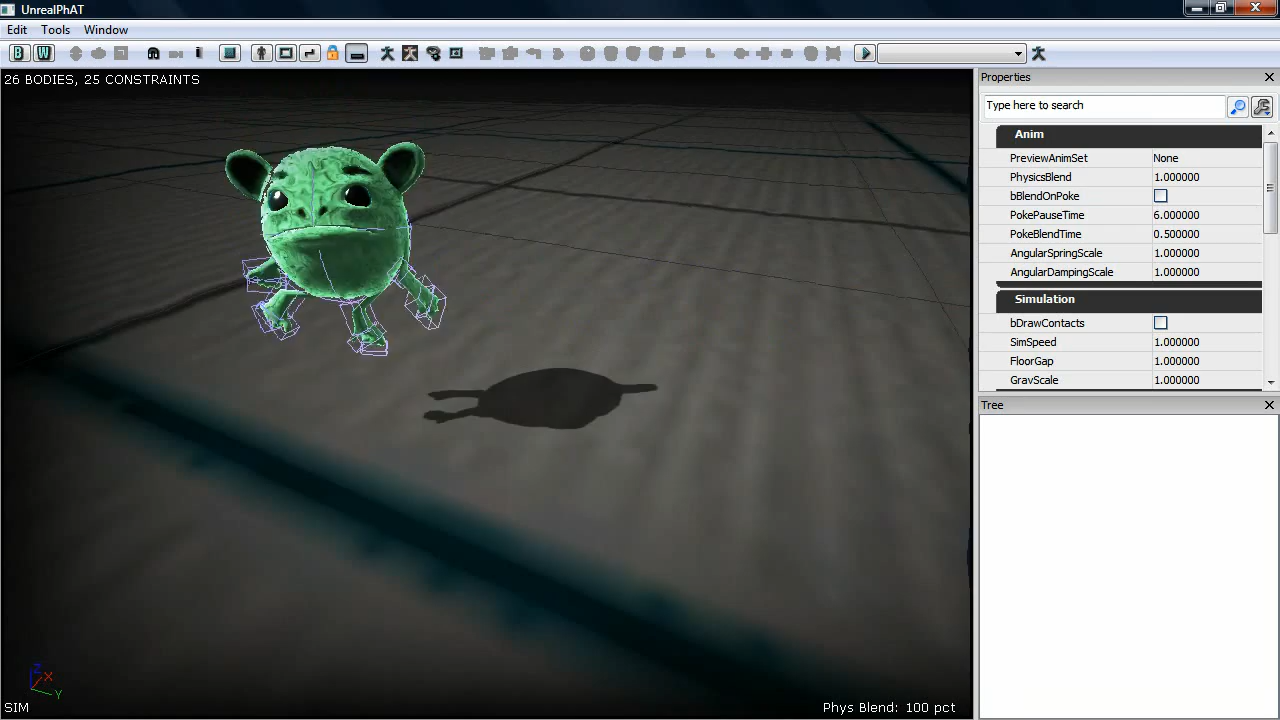 UnrealPhAT
Edit Tools Window
B W
26 BODIES, 25 CONSTRAINTS
Properties
Type here to search
Anim
PreviewAnimSet None
PhysicsBlend 1.000000
bBlendOnPoke
PokePauseTime 6.000000
PokeBlendTime 0.500000
AngularSpringScale 1.000000
AngularDampingScale 1.000000
Simulation
bDrawContacts
SimSpeed 1.000000
FloorGap 1.000000
GravScale 1.000000
Tree
Z X Y
SIM
Phys Blend: 100 pct